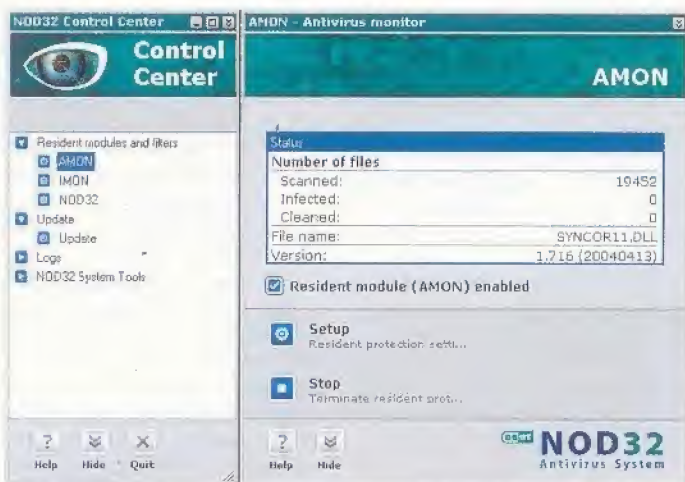 NOD32 Control Center
Control
Center
Resident modules and filters
AMON
IMON
NOD32
Update
Update
Logs
NOD32 System Tools
Help
Hide
Quit
AMON - Antivirus monitor
AMON
Status
Number of files
Scanned: 19452
Infected: 0
Cleared: 0
File name: SYNCOR11.DLL
Version: 1.716 (20040413)
Resident module (AMON) enabled
Setup
Resident protection setti...
Stop
Terminate resident prot...
Help
Hide
eset
NOD32
Antivirus System